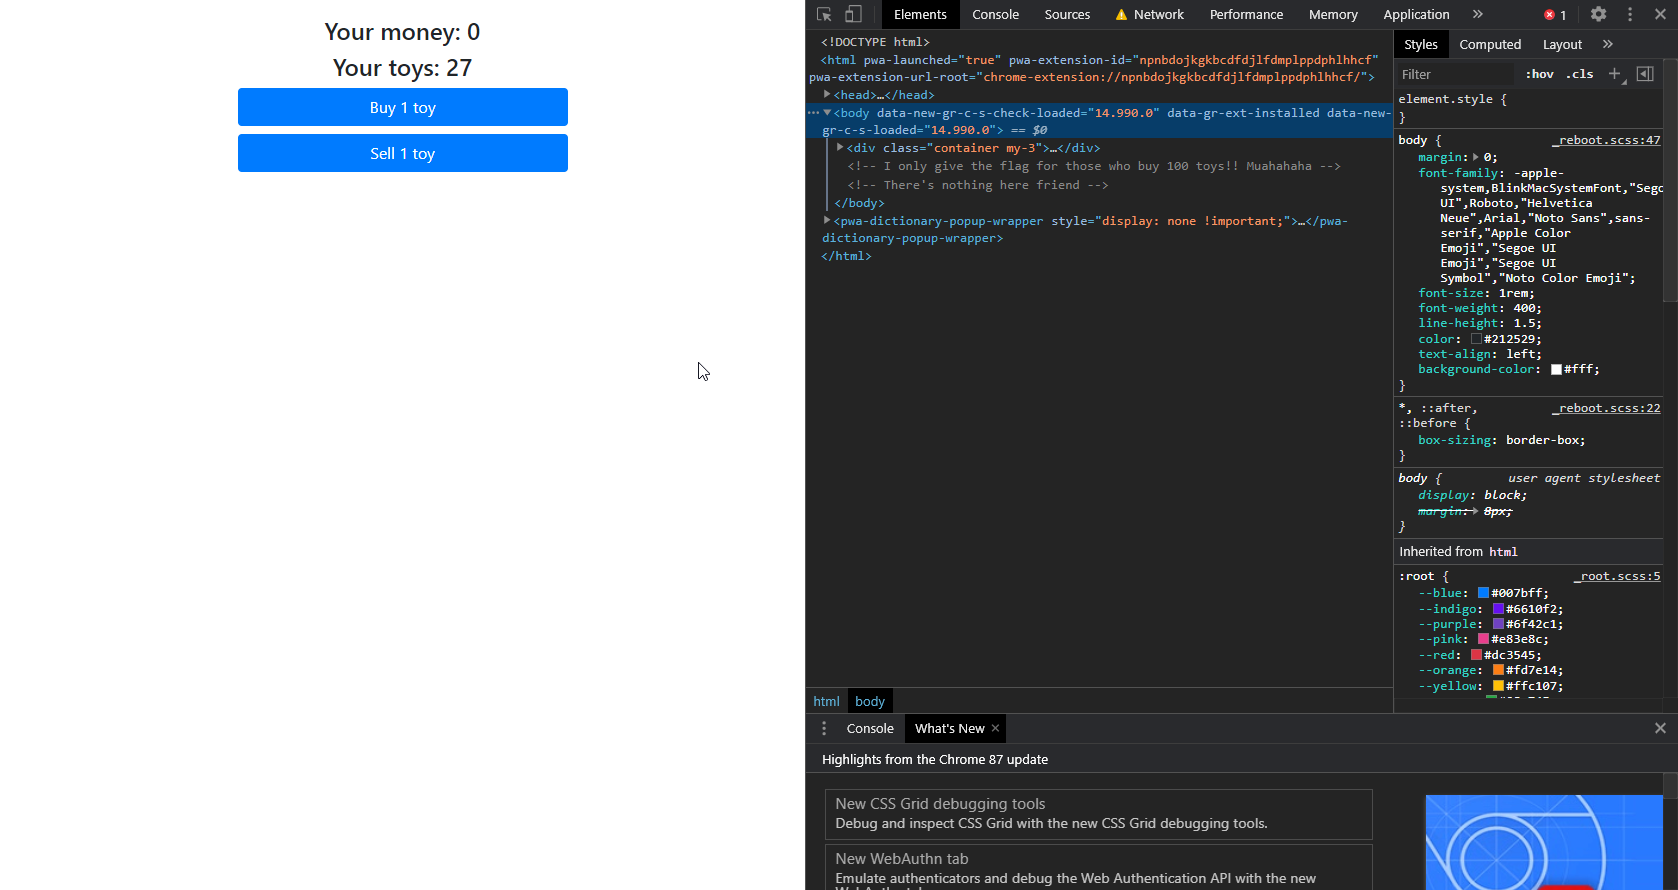 Your money: 0
Your toys: 27
Buy 1 toy
Sell 1 toy
Elements Console Sources Network Performance Memory Application » 1
<!DOCTYPE html>
<html pwa-launched="true" pwa-extension-id="npnbdojkgkbcdfdjlfdmplppdphlhhcf"
pwa-extension-url-root="chrome-extension://npnbdojkgkbcdfdjlfdmplppdphlhhcf/">
<head>…</head>
<body data-new-gr-c-s-check-loaded="14.990.0" data-gr-ext-installed data-new-
gr-c-s-loaded="14.990.0"> == $0
<div class="container my-3">…</div>
<!-- I only give the flag for those who buy 100 toys!! Muahahaha -->
<!-- There's nothing here friend -->
</body>
<pwa-dictionary-popup-wrapper style="display: none !important;">…</pwa-
dictionary-popup-wrapper>
</html>
html body
Styles Computed Layout »
Filter :hov .cls +
element.style {
}
body { _reboot.scss:47
margin: 0;
font-family: -apple-
system,BlinkMacSystemFont,"Sego
UI",Roboto,"Helvetica
Neue",Arial,"Noto Sans",sans-
serif,"Apple Color
Emoji","Segoe UI
Emoji","Segoe UI
Symbol","Noto Color Emoji";
font-size: 1rem;
font-weight: 400;
line-height: 1.5;
color: #212529;
text-align: left;
background-color: #fff;
}
*, ::after, _reboot.scss:22
::before {
box-sizing: border-box;
}
body { user agent stylesheet
display: block;
margin: 8px;
}
Inherited from html
:root { _root.scss:5
--blue: #007bff;
--indigo: #6610f2;
--purple: #6f42c1;
--pink: #e83e8c;
--red: #dc3545;
--orange: #fd7e14;
--yellow: #ffc107;
Console What's New ×
Highlights from the Chrome 87 update
New CSS Grid debugging tools
Debug and inspect CSS Grid with the new CSS Grid debugging tools.
New WebAuthn tab
Emulate authenticators and debug the Web Authentication API with the new